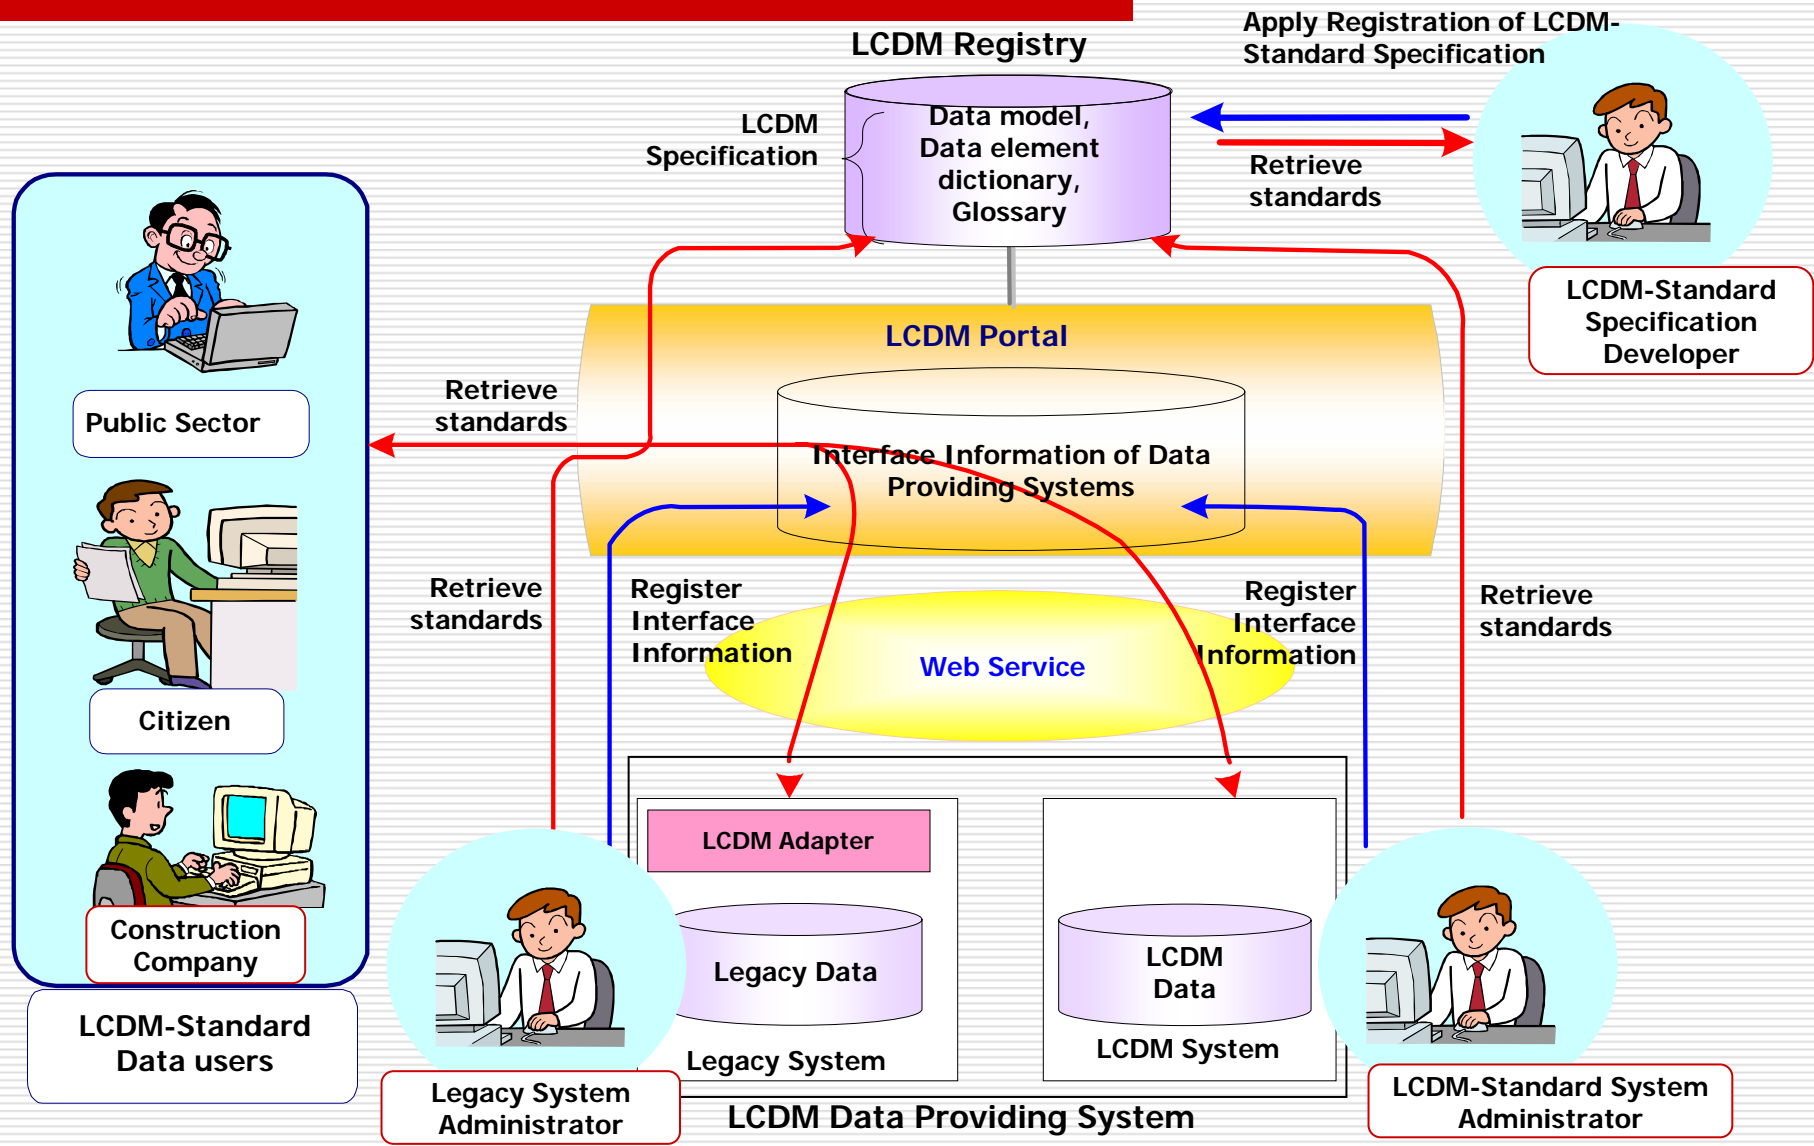 Apply Registration of LCDM-
Standard Specification
LCDM Registry
LCDM
Specification
Data model,
Data element
dictionary,
Glossary
Retrieve
standards
LCDM-Standard
Specification
Developer
LCDM Portal
Public Sector
Retrieve
standards
Interface Information of Data
Providing Systems
Retrieve
standards
Register
Interface
Information
Web Service
Register
Interface
Information
Retrieve
standards
Citizen
Construction
Company
LCDM-Standard
Data users
LCDM Adapter
Legacy Data
Legacy System
LCDM
Data
LCDM System
Legacy System
Administrator
LCDM Data Providing System
LCDM-Standard System
Administrator